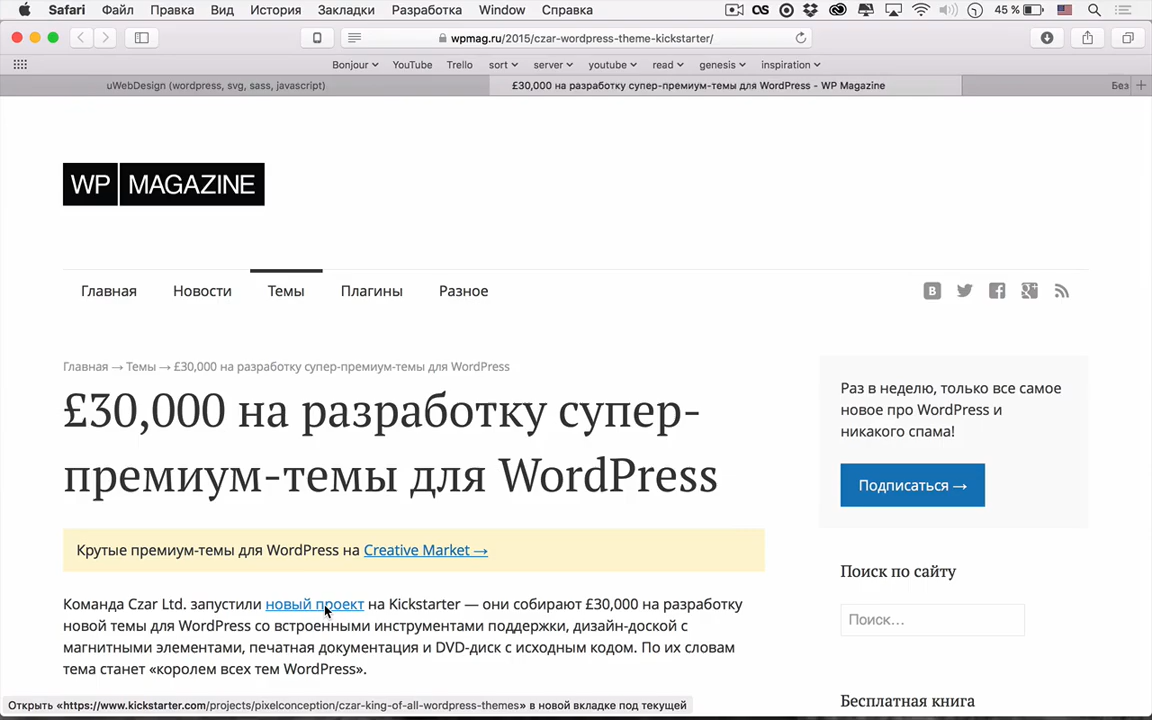 Safari Файл Правка Вид История Закладки Разработка Window Справка 45 %
wpmag.ru/2015/czar-wordpress-theme-kickstarter/
Bonjour YouTube Trello sort server youtube read genesis inspiration
uWebDesign (wordpress, svg, sass, javascript) £30,000 на разработку супер-премиум-темы для WordPress - WP Magazine Без
WP MAGAZINE
Главная Новости Темы Плагины Разное
Главная → Темы → £30,000 на разработку супер-премиум-темы для WordPress
£30,000 на разработку супер-
премиум-темы для WordPress
Крутые премиум-темы для WordPress на Creative Market →
Команда Czar Ltd. запустили новый проект на Kickstarter — они собирают £30,000 на разработку
новой темы для WordPress со встроенными инструментами поддержки, дизайн-доской с
магнитными элементами, печатная документация и DVD-диск с исходным кодом. По их словам
тема станет «королем всех тем WordPress».
Раз в неделю, только все самое
новое про WordPress и
никакого спама!
Подписаться →
Поиск по сайту
Поиск…
Бесплатная книга
Открыть «https://www.kickstarter.com/projects/pixelconception/czar-king-of-all-wordpress-themes» в новой вкладке под текущей